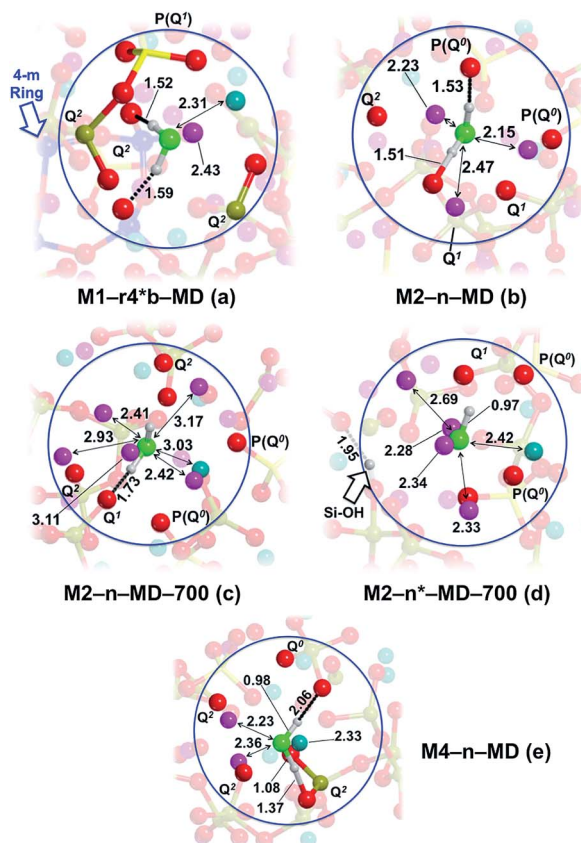 P(Q¹)
4-m
Ring
1.52
2.31
Q²
Q²
2.43
1.59
Q²
M1–r4*b–MD (a)
P(Q⁰)
2.23
1.53
Q²
P(Q⁰)
2.15
1.51
2.47
Q¹
Q¹
M2–n–MD (b)
Q²
2.41
3.17
2.93
3.03
P(Q⁰)
Q²
2.42
1.73
3.11
Q¹
P(Q⁰)
M2–n–MD–700 (c)
Q¹
P(Q⁰)
2.69
0.97
1.95
2.28
2.42
2.34
P(Q⁰)
Si-OH
2.33
M2–n*–MD–700 (d)
Q⁰
0.98
2.06
Q²
2.23
2.33
2.36
Q²
1.08
Q²
1.37
M4–n–MD (e)